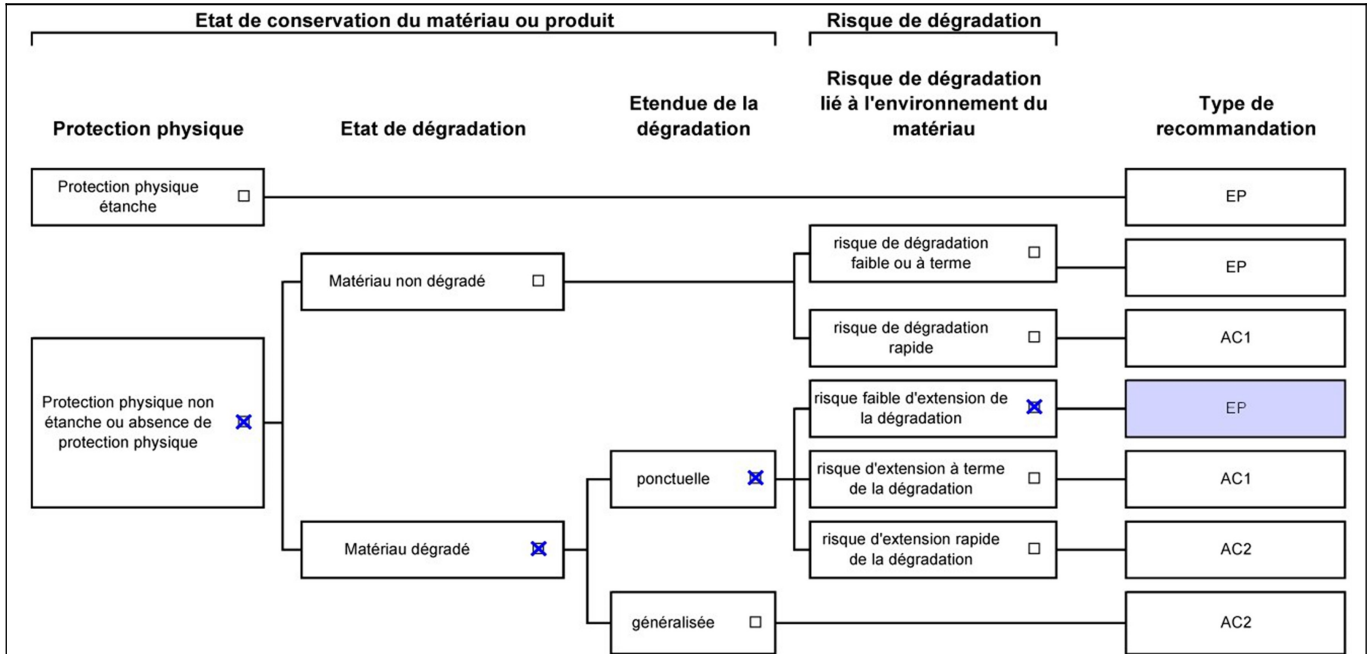 Etat de conservation du matériau ou produit
Risque de dégradation
Protection physique
Etat de dégradation
Etendue de la
dégradation
Risque de dégradation
lié à l'environnement du
matériau
Type de
recommandation
Protection physique
étanche
EP
risque de dégradation
faible ou à terme
EP
Matériau non dégradé
risque de dégradation
rapide
AC1
Protection physique non
étanche ou absence de
protection physique
risque faible d'extension de
la dégradation
EP
ponctuelle
risque d'extension à terme
de la dégradation
AC1
Matériau dégradé
risque d'extension rapide
de la dégradation
AC2
généralisée
AC2